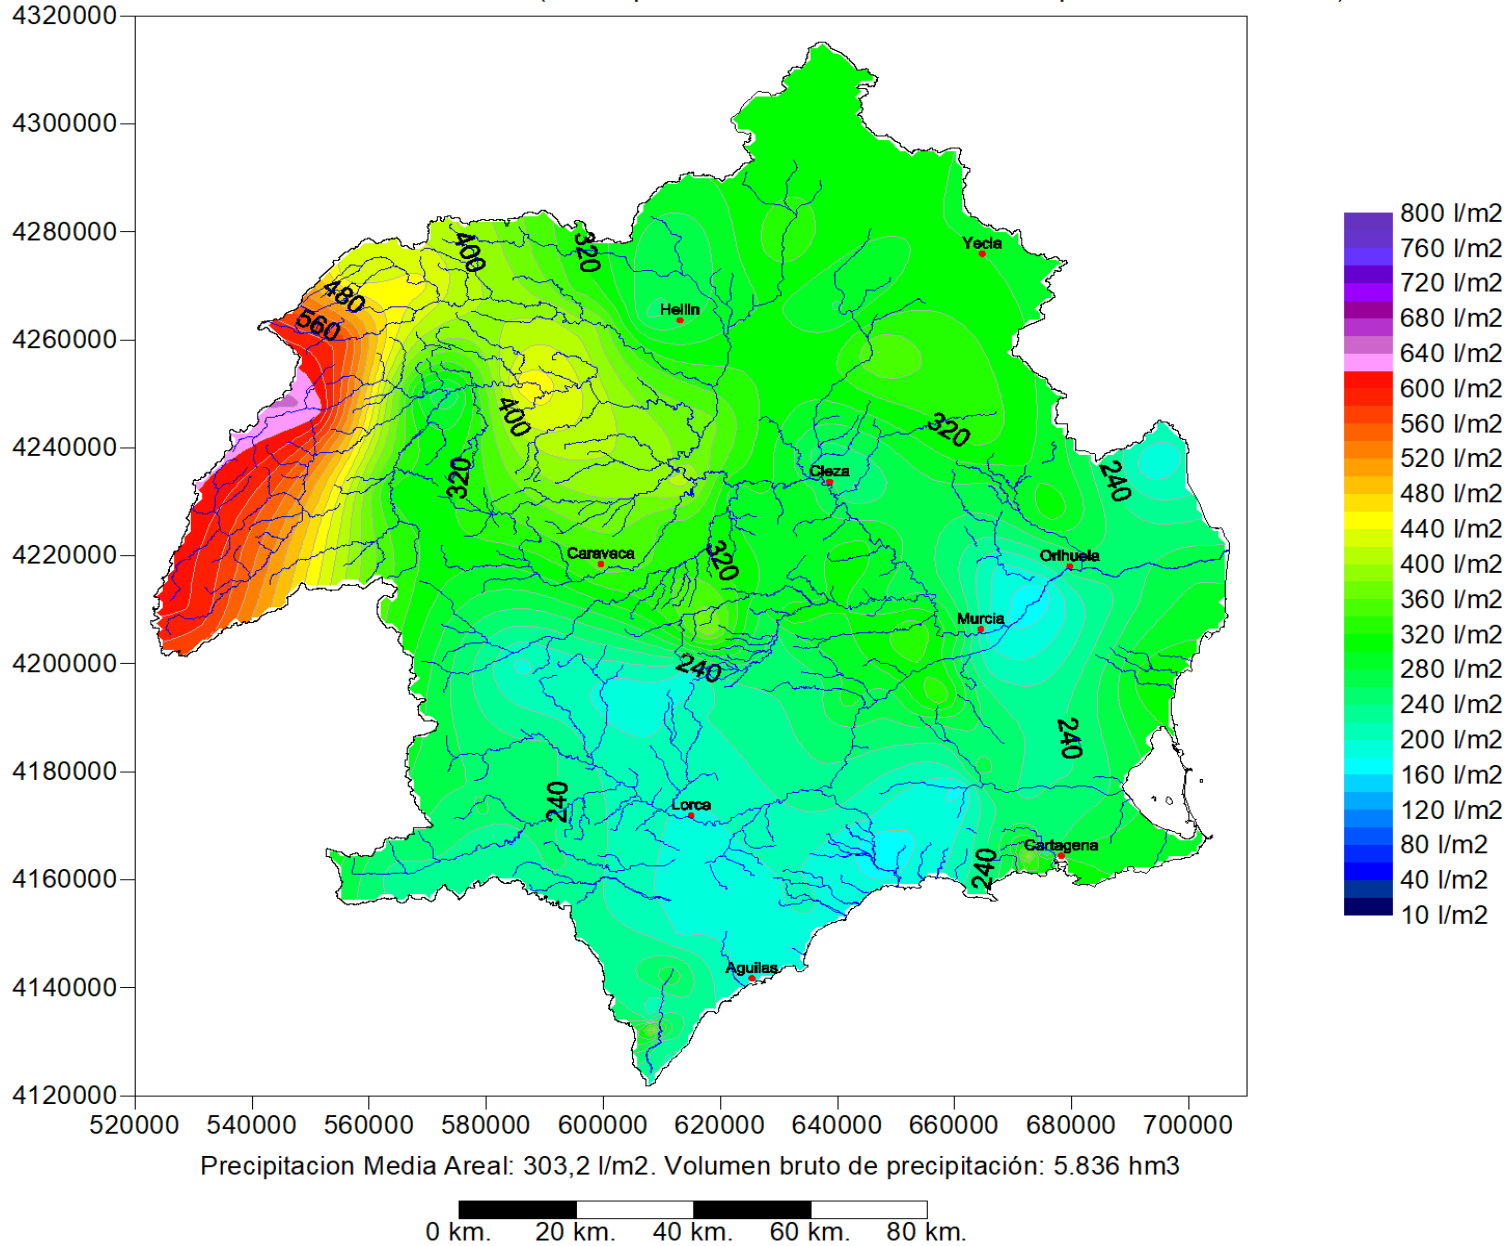 4320000
4300000
4280000
4260000
4240000
4220000
4200000
4180000
4160000
4140000
4120000
520000 540000 560000 580000 600000 620000 640000 660000 680000 700000
400
320
480
560
Yecla
Hellin
400
320
320
Cieza
240
320
Caravaca
Orihuela
Murcia
240
240
240
Lorca
240
Cartagena
Aguilas
800 l/m2
760 l/m2
720 l/m2
680 l/m2
640 l/m2
600 l/m2
560 l/m2
520 l/m2
480 l/m2
440 l/m2
400 l/m2
360 l/m2
320 l/m2
280 l/m2
240 l/m2
200 l/m2
160 l/m2
120 l/m2
80 l/m2
40 l/m2
10 l/m2
Precipitacion Media Areal: 303,2 l/m2. Volumen bruto de precipitación: 5.836 hm3
0 km. 20 km. 40 km. 60 km. 80 km.